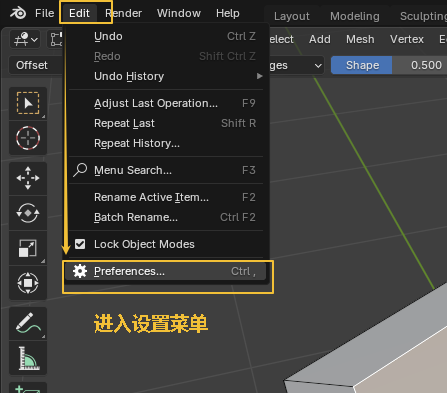 File Edit Render Window Help Layout Modeling Sculpting
Undo Ctrl Z
elect Add Mesh Vertex E
Redo Shift Ctrl Z
Offset
Undo History
ges Shape 0.500
Adjust Last Operation... F9
Repeat Last Shift R
Repeat History...
Menu Search... F3
Rename Active Item... F2
Batch Rename... Ctrl F2
Lock Object Modes
Preferences... Ctrl ,
进入设置菜单